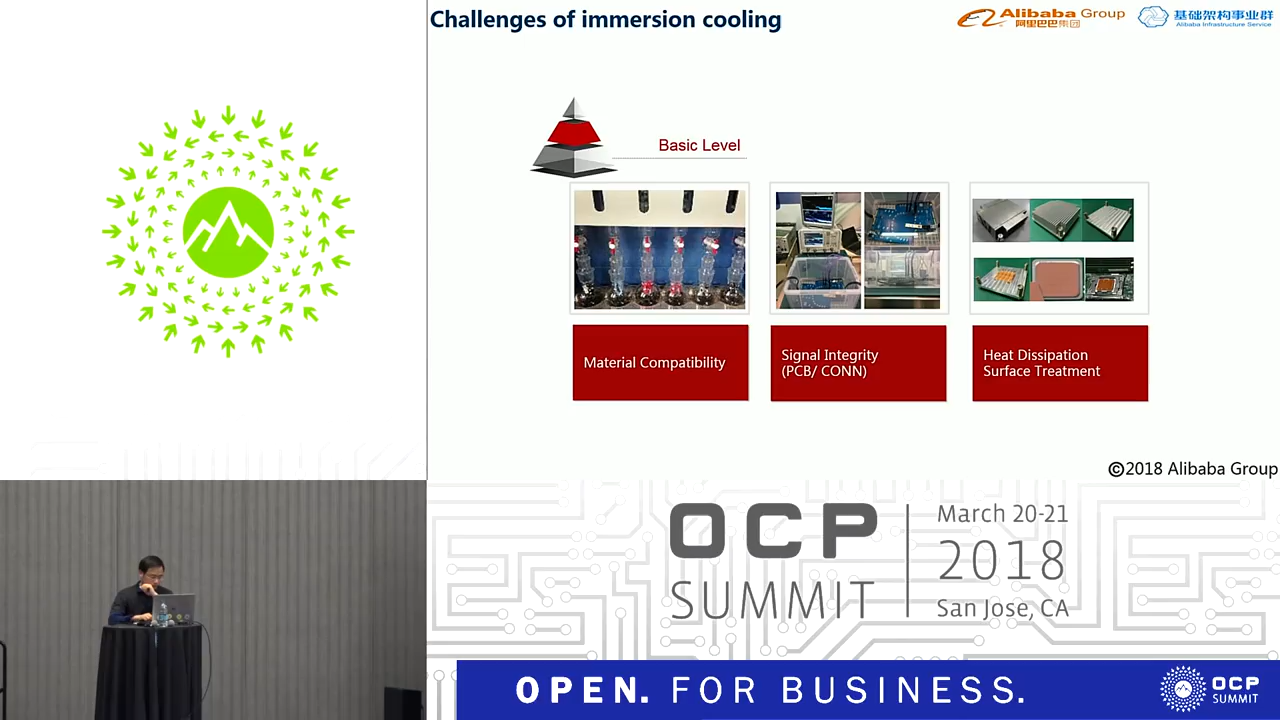 Challenges of immersion cooling
Alibaba Group
阿里巴巴集团
基础架构事业群
Alibaba Infrastructure Service
Basic Level
Material Compatibility
Signal Integrity
(PCB/ CONN)
Heat Dissipation
Surface Treatment
©2018 Alibaba Group
OCP
SUMMIT
March 20-21
2018
San Jose, CA
OPEN. FOR BUSINESS.
OCP
SUMMIT